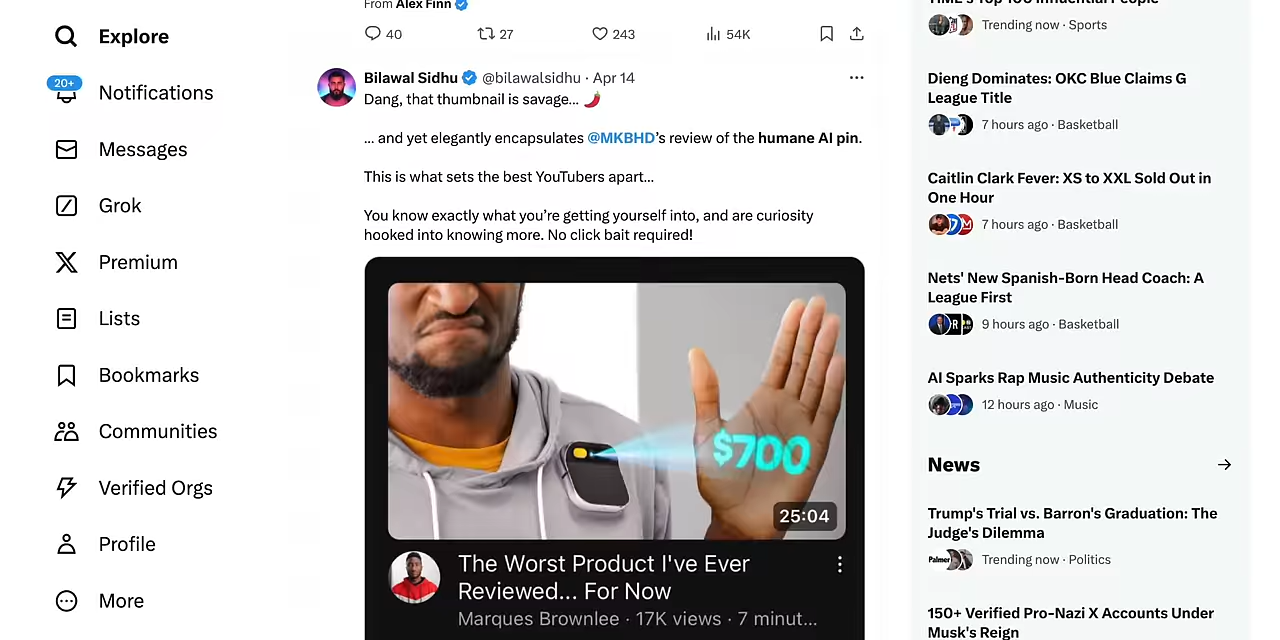 Explore
20+
Notifications
Messages
Grok
Premium
Lists
Bookmarks
Communities
Verified Orgs
Profile
More
From Alex Finn
40 27 243 54K
Bilawal Sidhu @bilawalsidhu · Apr 14
Dang, that thumbnail is savage... 🌶️
... and yet elegantly encapsulates @MKBHD's review of the humane AI pin.
This is what sets the best YouTubers apart...
You know exactly what you're getting yourself into, and are curiosity
hooked into knowing more. No click bait required!
$700
25:04
The Worst Product I've Ever
Reviewed... For Now
Marques Brownlee · 17K views · 7 minut...
TIME's Top 100 Influential People
Trending now · Sports
Dieng Dominates: OKC Blue Claims G
League Title
7 hours ago · Basketball
Caitlin Clark Fever: XS to XXL Sold Out in
One Hour
7 hours ago · Basketball
Nets' New Spanish-Born Head Coach: A
League First
9 hours ago · Basketball
AI Sparks Rap Music Authenticity Debate
12 hours ago · Music
News
Trump's Trial vs. Barron's Graduation: The
Judge's Dilemma
Palmer
Trending now · Politics
150+ Verified Pro-Nazi X Accounts Under
Musk's Reign